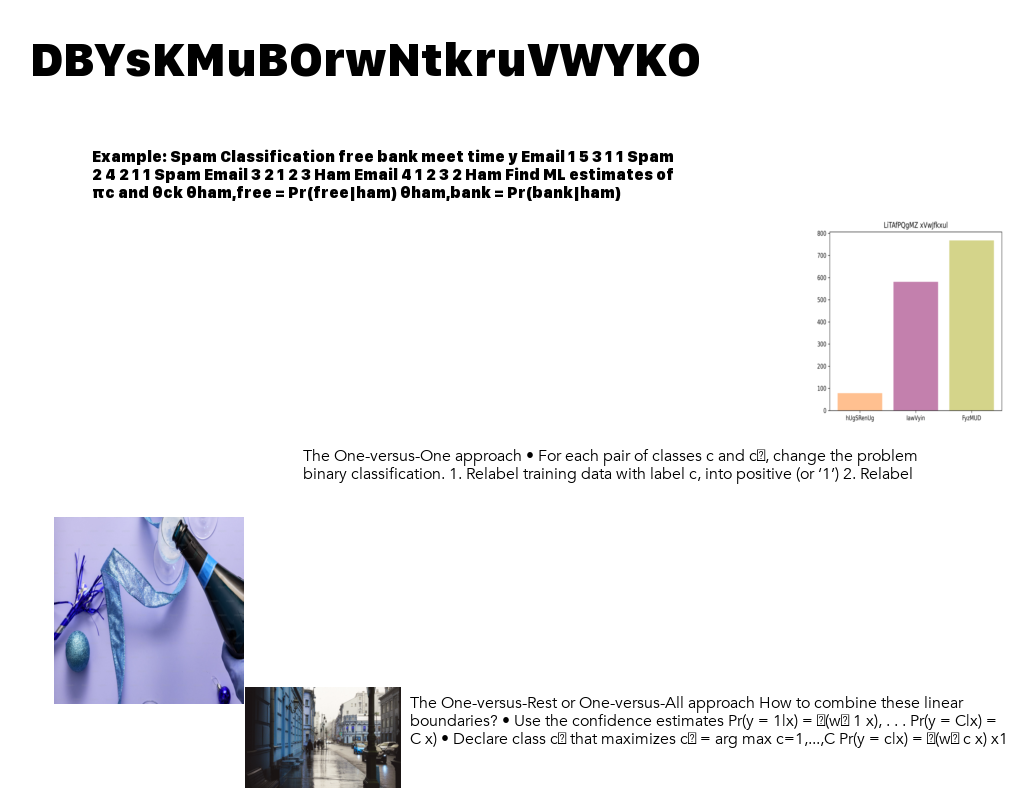 DBYsKMuBOrwNtkruVWYKO
Example: Spam Classification free bank meet time y Email 1 5 3 1 1 Spam
2 4 2 1 1 Spam Email 3 2 1 2 3 Ham Email 4 1 2 3 2 Ham Find ML estimates of
πc and θck θham,free = Pr(free|ham) θham,bank = Pr(bank|ham)
LiTAfPQgMZ xVwJfkxuI
800
700
600
500
400
300
200
100
0
hUgSRenUg IawVyin FyzMUD
The One-versus-One approach • For each pair of classes c and c⍰, change the problem
binary classification. 1. Relabel training data with label c, into positive (or ‘1’) 2. Relabel
The One-versus-Rest or One-versus-All approach How to combine these linear
boundaries? • Use the confidence estimates Pr(y = 1|x) = ⍰(w⍰ 1 x), . . . Pr(y = C|x) =
C x) • Declare class c⍰ that maximizes c⍰ = arg max c=1,...,C Pr(y = c|x) = ⍰(w⍰ c x) x1